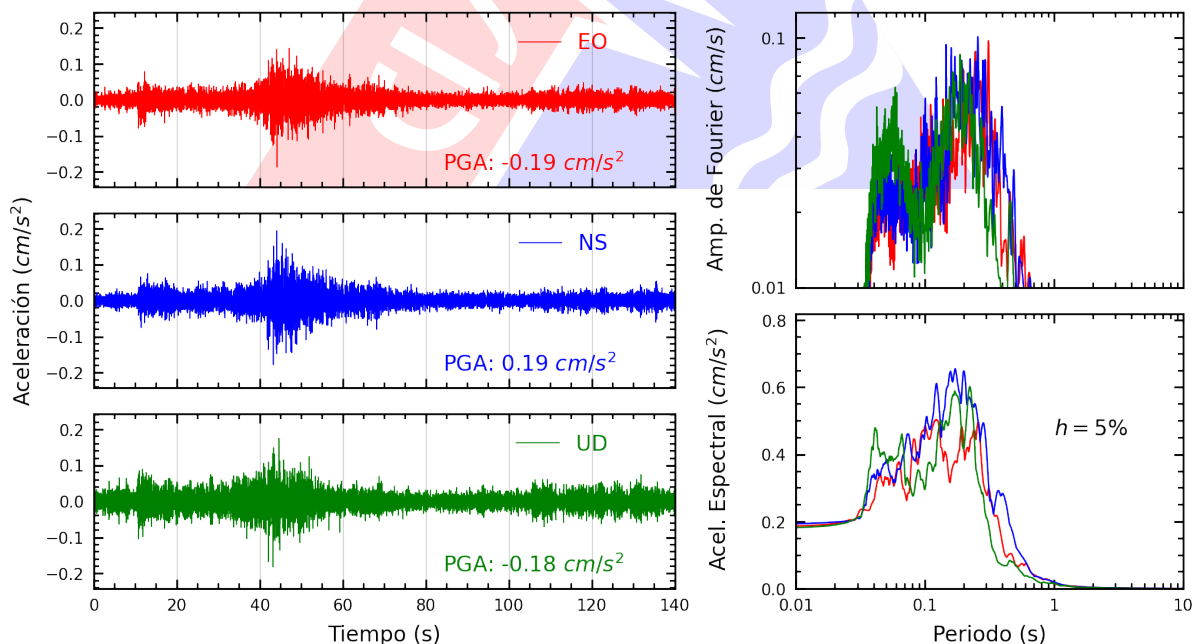 0.2
0.1
0.0
−0.1
−0.2
EO
PGA: -0.19 cm/s²
0.2
0.1
0.0
−0.1
−0.2
NS
PGA: 0.19 cm/s²
0.2
0.1
0.0
−0.1
−0.2
UD
PGA: -0.18 cm/s²
0 20 40 60 80 100 120 140
Tiempo (s)
Aceleración (cm/s²)
0.1
0.01
Amp. de Fourier (cm/s)
0.8
0.6
0.4
0.2
0.0
h = 5%
Acel. Espectral (cm/s²)
0.01 0.1 1 10
Periodo (s)